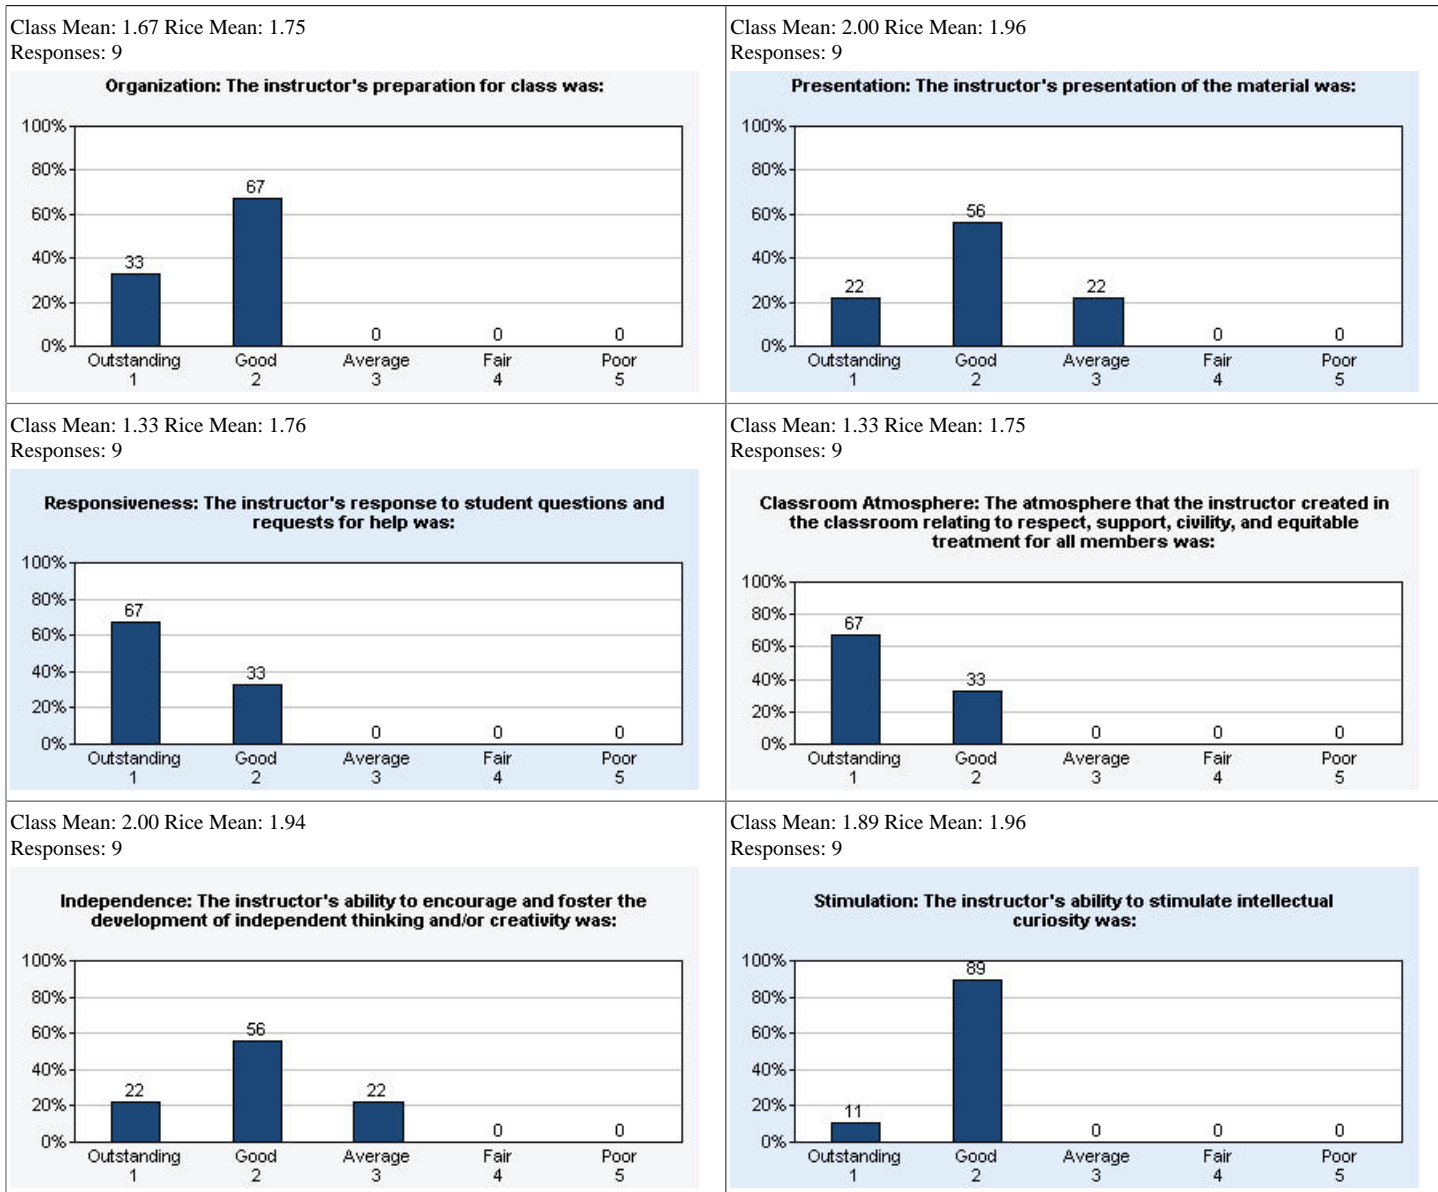 Class Mean: 1.67 Rice Mean: 1.75
Responses: 9
Organization: The instructor's preparation for class was:
100%
80%
60%
40%
20%
0%
33
67
0
0
0
Outstanding
1
Good
2
Average
3
Fair
4
Poor
5
Class Mean: 2.00 Rice Mean: 1.96
Responses: 9
Presentation: The instructor's presentation of the material was:
100%
80%
60%
40%
20%
0%
22
56
22
0
0
Outstanding
1
Good
2
Average
3
Fair
4
Poor
5
Class Mean: 1.33 Rice Mean: 1.76
Responses: 9
Responsiveness: The instructor's response to student questions and
requests for help was:
100%
80%
60%
40%
20%
0%
67
33
0
0
0
Outstanding
1
Good
2
Average
3
Fair
4
Poor
5
Class Mean: 1.33 Rice Mean: 1.75
Responses: 9
Classroom Atmosphere: The atmosphere that the instructor created in
the classroom relating to respect, support, civility, and equitable
treatment for all members was:
100%
80%
60%
40%
20%
0%
67
33
0
0
0
Outstanding
1
Good
2
Average
3
Fair
4
Poor
5
Class Mean: 2.00 Rice Mean: 1.94
Responses: 9
Independence: The instructor's ability to encourage and foster the
development of independent thinking and/or creativity was:
100%
80%
60%
40%
20%
0%
22
56
22
0
0
Outstanding
1
Good
2
Average
3
Fair
4
Poor
5
Class Mean: 1.89 Rice Mean: 1.96
Responses: 9
Stimulation: The instructor's ability to stimulate intellectual
curiosity was:
100%
80%
60%
40%
20%
0%
11
89
0
0
0
Outstanding
1
Good
2
Average
3
Fair
4
Poor
5